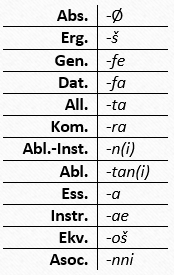 Abs. -Ø
Erg. -š
Gen. -fe
Dat. -fa
All. -ta
Kom. -ra
Abl.-Inst. -n(i)
Abl. -tan(i)
Ess. -a
Instr. -ae
Ekv. -oš
Asoc. -nni